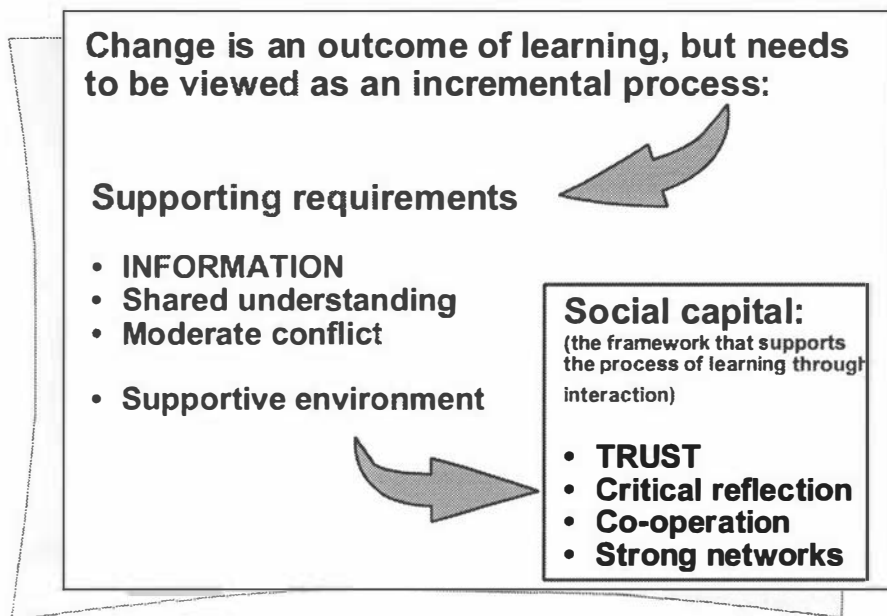 Change is an outcome of learning, but needs
to be viewed as an incremental process:
Supporting requirements
• INFORMATION
• Shared understanding
• Moderate conflict
• Supportive environment
Social capital:
(the framework that supports
the process of learning through
interaction)
• TRUST
• Critical reflection
• Co-operation
• Strong networks